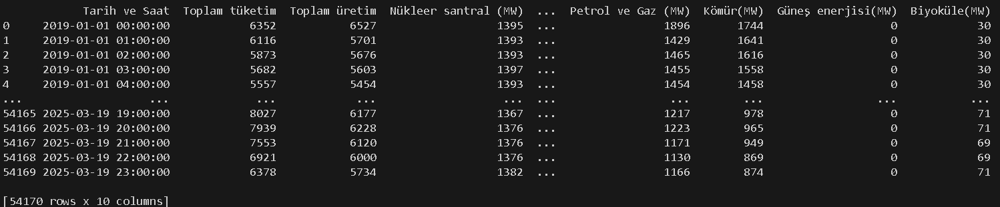 Tarih ve Saat Toplam tüketim Toplam üretim Nükleer santral (MW) ... Petrol ve Gaz (MW) Kömür(MW) Güneş enerjisi(MW) Biyoküle(MW)
0 2019-01-01 00:00:00 6352 6527 1395 ... 1896 1744 0 30
1 2019-01-01 01:00:00 6116 5701 1393 ... 1429 1641 0 30
2 2019-01-01 02:00:00 5873 5676 1393 ... 1465 1616 0 30
3 2019-01-01 03:00:00 5682 5603 1397 ... 1455 1558 0 30
4 2019-01-01 04:00:00 5557 5454 1393 ... 1454 1458 0 30
... ... ... ... ... ... ... ... ... ...
54165 2025-03-19 19:00:00 8027 6177 1367 ... 1217 978 0 71
54166 2025-03-19 20:00:00 7939 6228 1376 ... 1223 965 0 71
54167 2025-03-19 21:00:00 7553 6120 1376 ... 1171 949 0 69
54168 2025-03-19 22:00:00 6921 6000 1376 ... 1130 869 0 69
54169 2025-03-19 23:00:00 6378 5734 1382 ... 1166 874 0 71
[54170 rows x 10 columns]